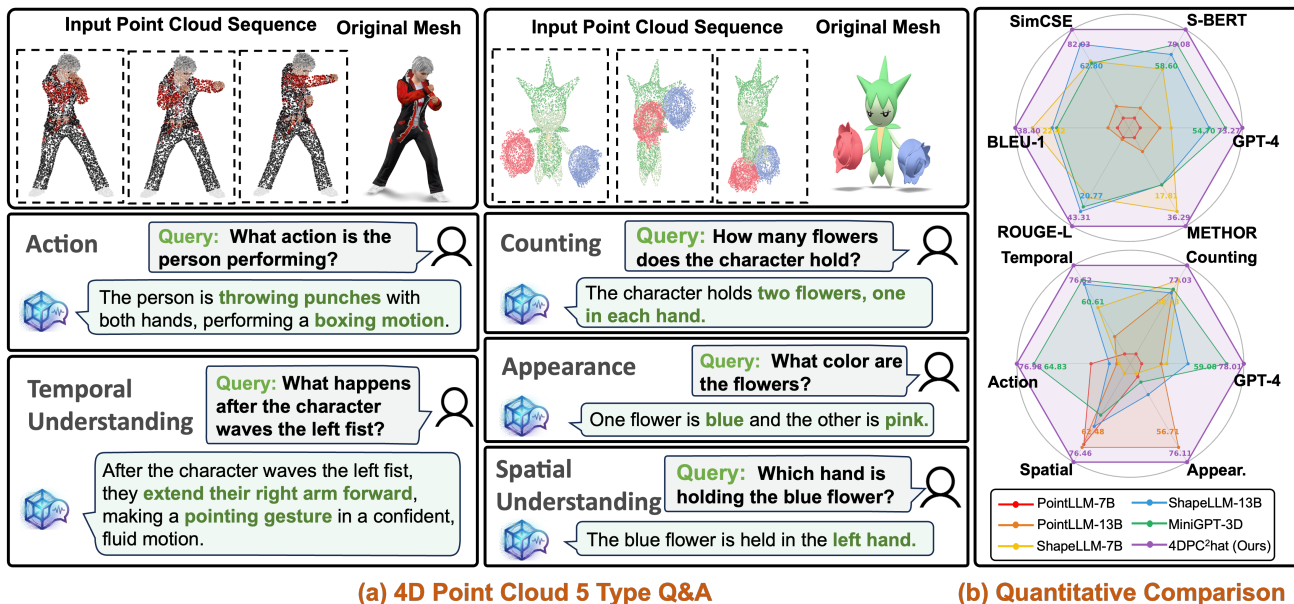 Input Point Cloud Sequence
Original Mesh
Action
Query: What action is the
person performing?
The person is throwing punches with
both hands, performing a boxing motion.
Temporal
Understanding
Query: What happens
after the character
waves the left fist?
After the character waves the left fist,
they extend their right arm forward,
making a pointing gesture in a confident,
fluid motion.
Input Point Cloud Sequence
Original Mesh
Counting
Query: How many flowers
does the character hold?
The character holds two flowers, one
in each hand.
Appearance
Query: What color are
the flowers?
One flower is blue and the other is pink.
Spatial
Understanding
Query: Which hand is
holding the blue flower?
The blue flower is held in the left hand.
(a) 4D Point Cloud 5 Type Q&A
SimCSE
S-BERT
82.03
79.08
62.80
58.60
38.40
54.70
73.27
BLEU-1
GPT-4
20.77
43.31
36.29
ROUGE-L
METHOR
Temporal
Counting
76.52
77.03
60.61
76.98
64.83
59.08
78.01
Action
GPT-4
62.48
56.71
76.46
76.11
Spatial
Appear.
PointLLM-7B
ShapeLLM-13B
PointLLM-13B
MiniGPT-3D
ShapeLLM-7B
4DPC²hat (Ours)
(b) Quantitative Comparison